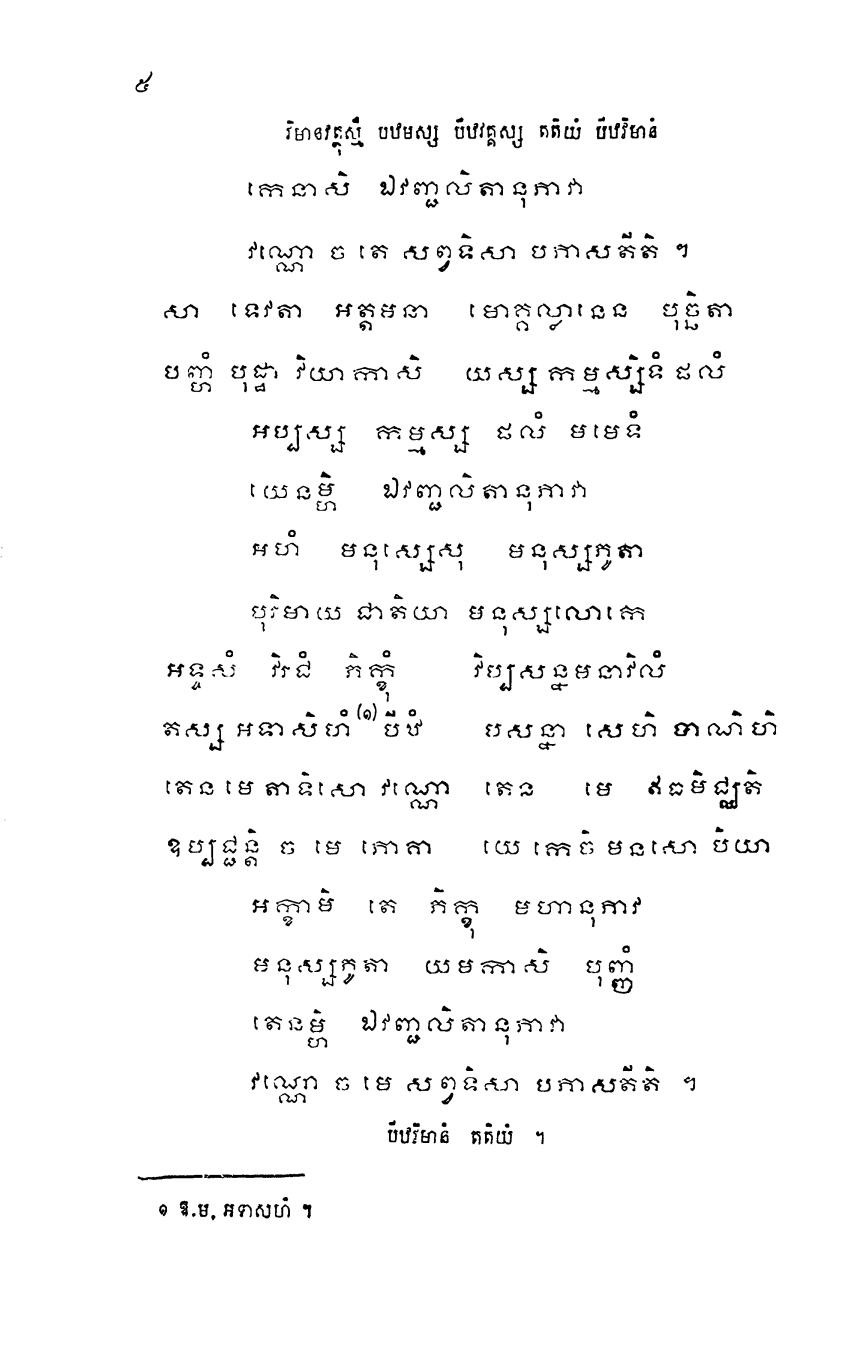 ៥
វិមានវត្ថុស្មឹ បឋមស្ស បីឋវគ្គស្ស តតិយំ បីឋវិមានំ
កេនាសិ ឯវញ្ជលិតានុភាវា
វណ្ណោ ច តេ សព្វទិសា បភាសតីតិ ។
សា ទេវតា អត្តមនា មោគ្គល្លានេន បុច្ឆិតា
បញ្ហំ បុដ្ឋា វិយាកាសិ យស្ស កម្មស្សិទំ ផលំ
អប្បស្ស កម្មស្ស ផលំ មមេទំ
យេនម្ហិ ឯវញ្ជលិតានុភាវា
អហំ មនុស្សេសុ មនុស្សភូតា
បុរិមាយ ជាតិយា មនុស្សលោកេ
អទ្ទសំ វិរជំ ភិក្ខុំ វិប្បសន្នមនាវិលំ
តស្ស អទាសិហំ(១) បីឋំ បសន្នា សេហិ ទាណិហិ
តេន មេ តាទិសោ វណ្ណោ តេន មេ ឥធមិជ្ឈតិ
ឧប្បជ្ជន្តិ ច មេ ភោគា យេ កេចិ មនសោ បិយា
អក្ខាមិ តេ ភិក្ខុ មហានុភាវ
មនុស្សភូតា យមកាសិ បុញ្ញំ
តេនម្ហិ ឯវញ្ជលិតានុភាវា
វណ្ណោ ច មេ សព្វទិសា បភាសតីតិ ។
បីឋវិមានំ តតិយំ ។
១ ឱ.ម. អទាសហំ ។